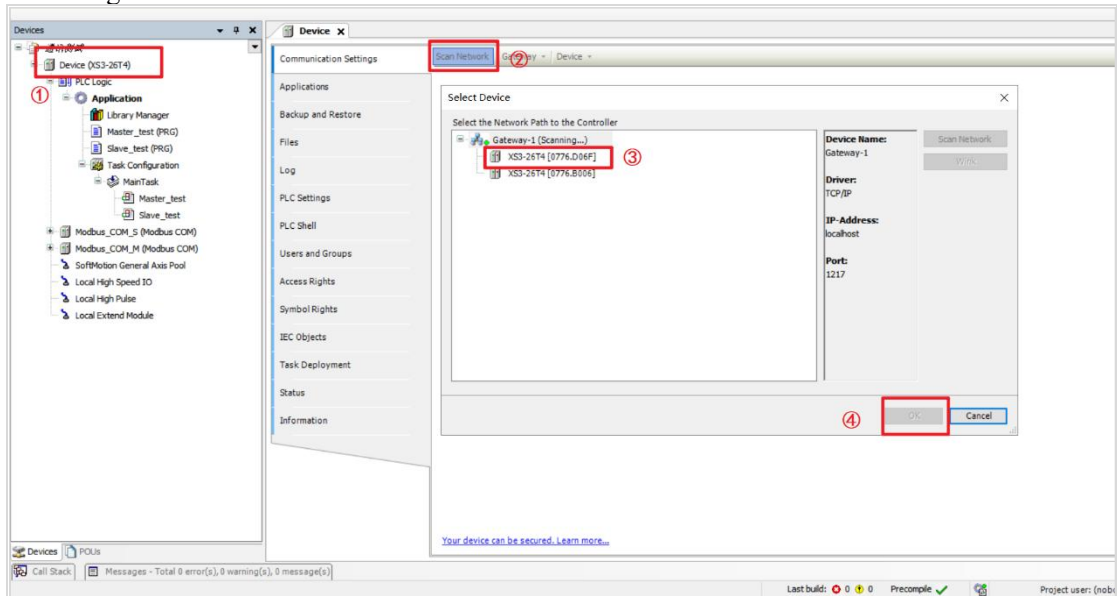 Devices
Device (XS3-26T4)
PLC Logic
①
Application
Library Manager
Master_test (PRG)
Slave_test (PRG)
Task Configuration
MainTask
Master_test
Slave_test
Modbus_COM_S (Modbus COM)
Modbus_COM_M (Modbus COM)
SoftMotion General Axis Pool
Local High Speed IO
Local High Pulse
Local Extend Module
Devices
POUs
Device
Communication Settings
Applications
Backup and Restore
Files
Log
PLC Settings
PLC Shell
Users and Groups
Access Rights
Symbol Rights
IEC Objects
Task Deployment
Status
Information
Scan Network
②
Gateway
Device
Select Device
Select the Network Path to the Controller
Gateway-1 (Scanning...)
XS3-26T4 [0776.D06F]
③
XS3-26T4 [0776.B006]
Device Name:
Gateway-1
Driver:
TCP/IP
IP-Address:
localhost
Port:
1217
Scan Network
Wink
④
OK
Cancel
Your device can be secured. Learn more...
Call Stack
Messages - Total 0 error(s), 0 warning(s), 0 message(s)
Last build: 0 0 Precompile
Project user: (nobo